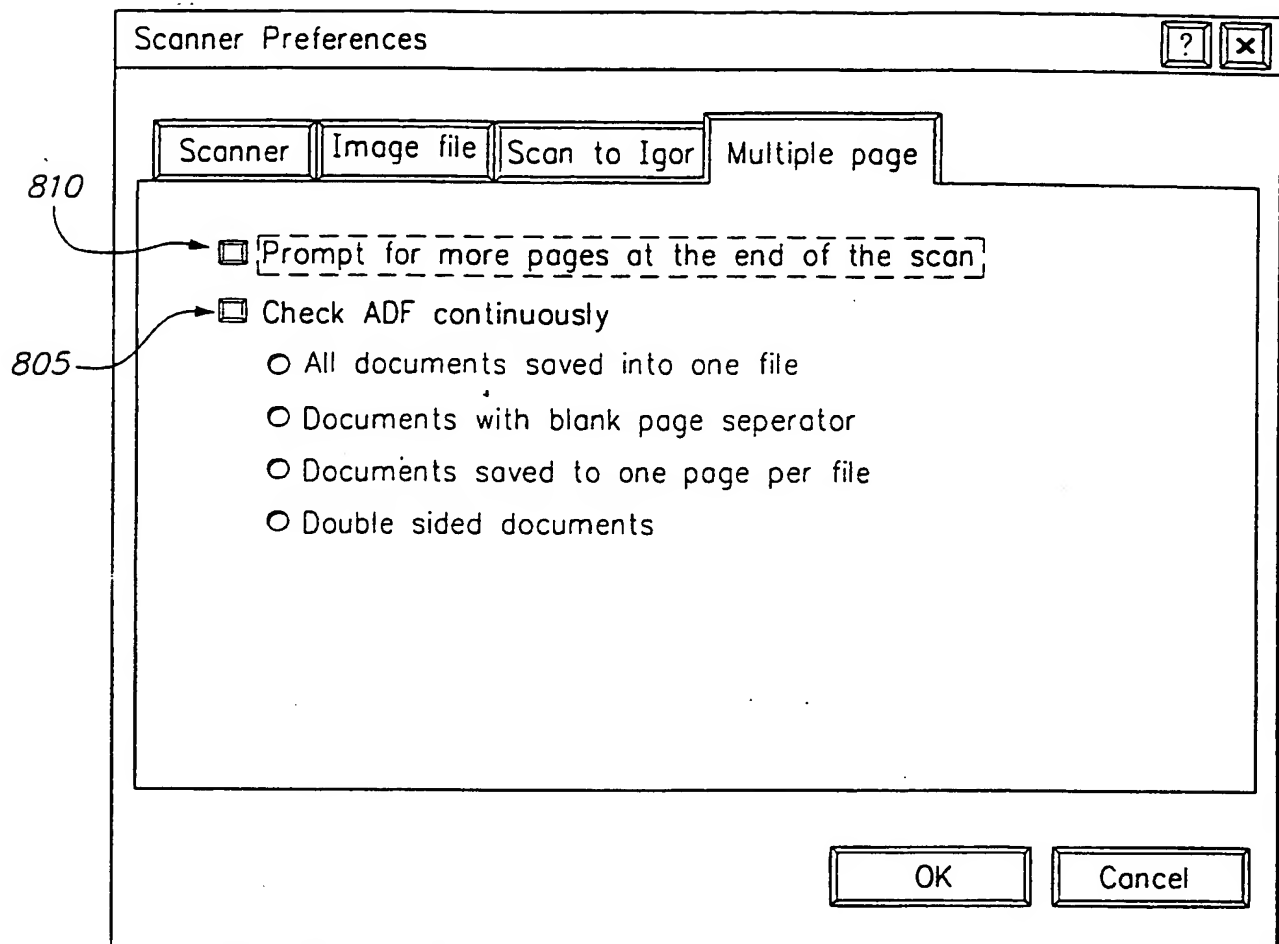 Scanner Preferences ? ×
Scanner Image file Scan to Igor Multiple page
810
Prompt for more pages at the end of the scan
Check ADF continuously
805
All documents saved into one file
Documents with blank page seperator
Documents saved to one page per file
Double sided documents
OK Cancel